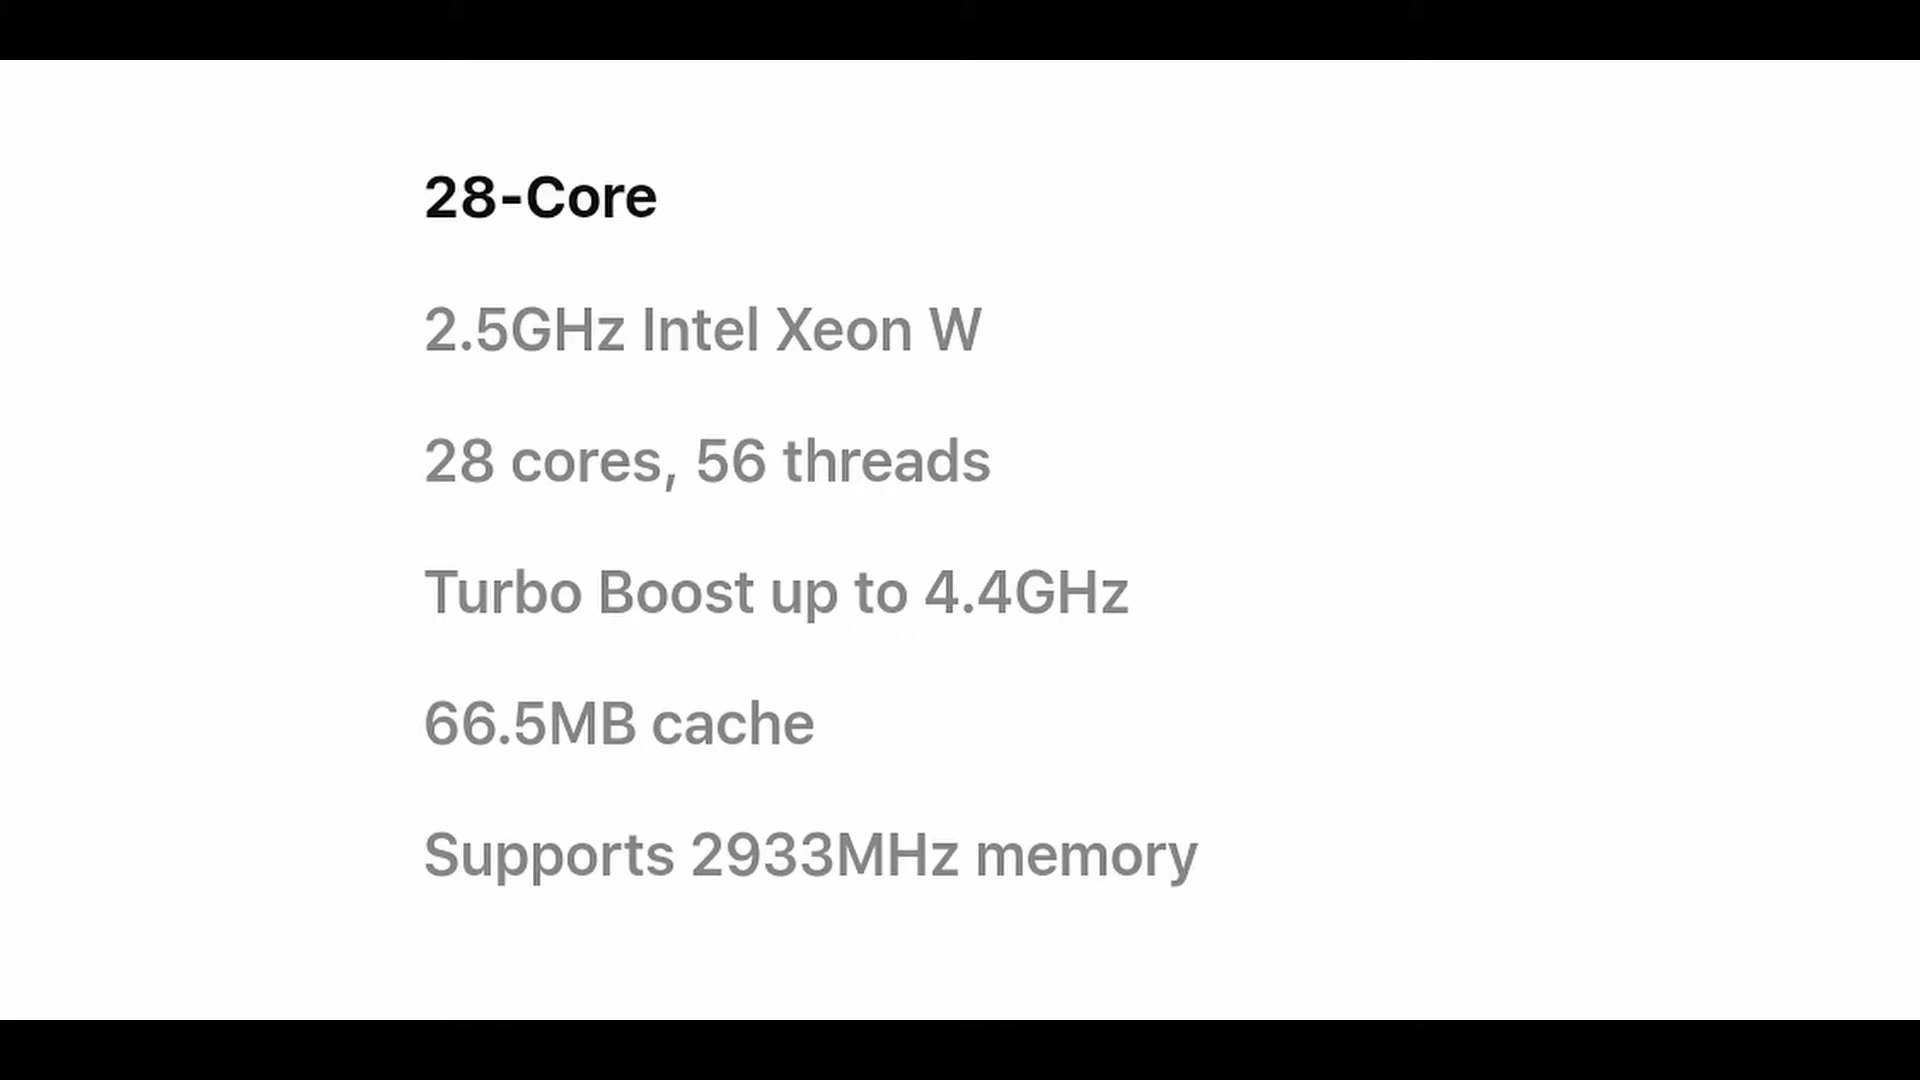 28-Core
2.5GHz Intel Xeon W
28 cores, 56 threads
Turbo Boost up to 4.4GHz
66.5MB cache
Supports 2933MHz memory